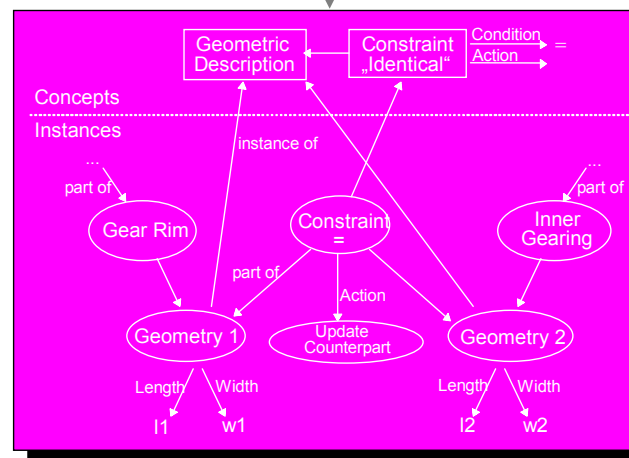 Geometric
Description
Constraint
„Identical“
Condition
=
Action
Concepts
Instances
instance of
...
part of
Gear Rim
Constraint
=
...
part of
Inner
Gearing
part of
Action
Geometry 1
Update
Counterpart
Geometry 2
Length
Width
Length
Width
l1
w1
l2
w2